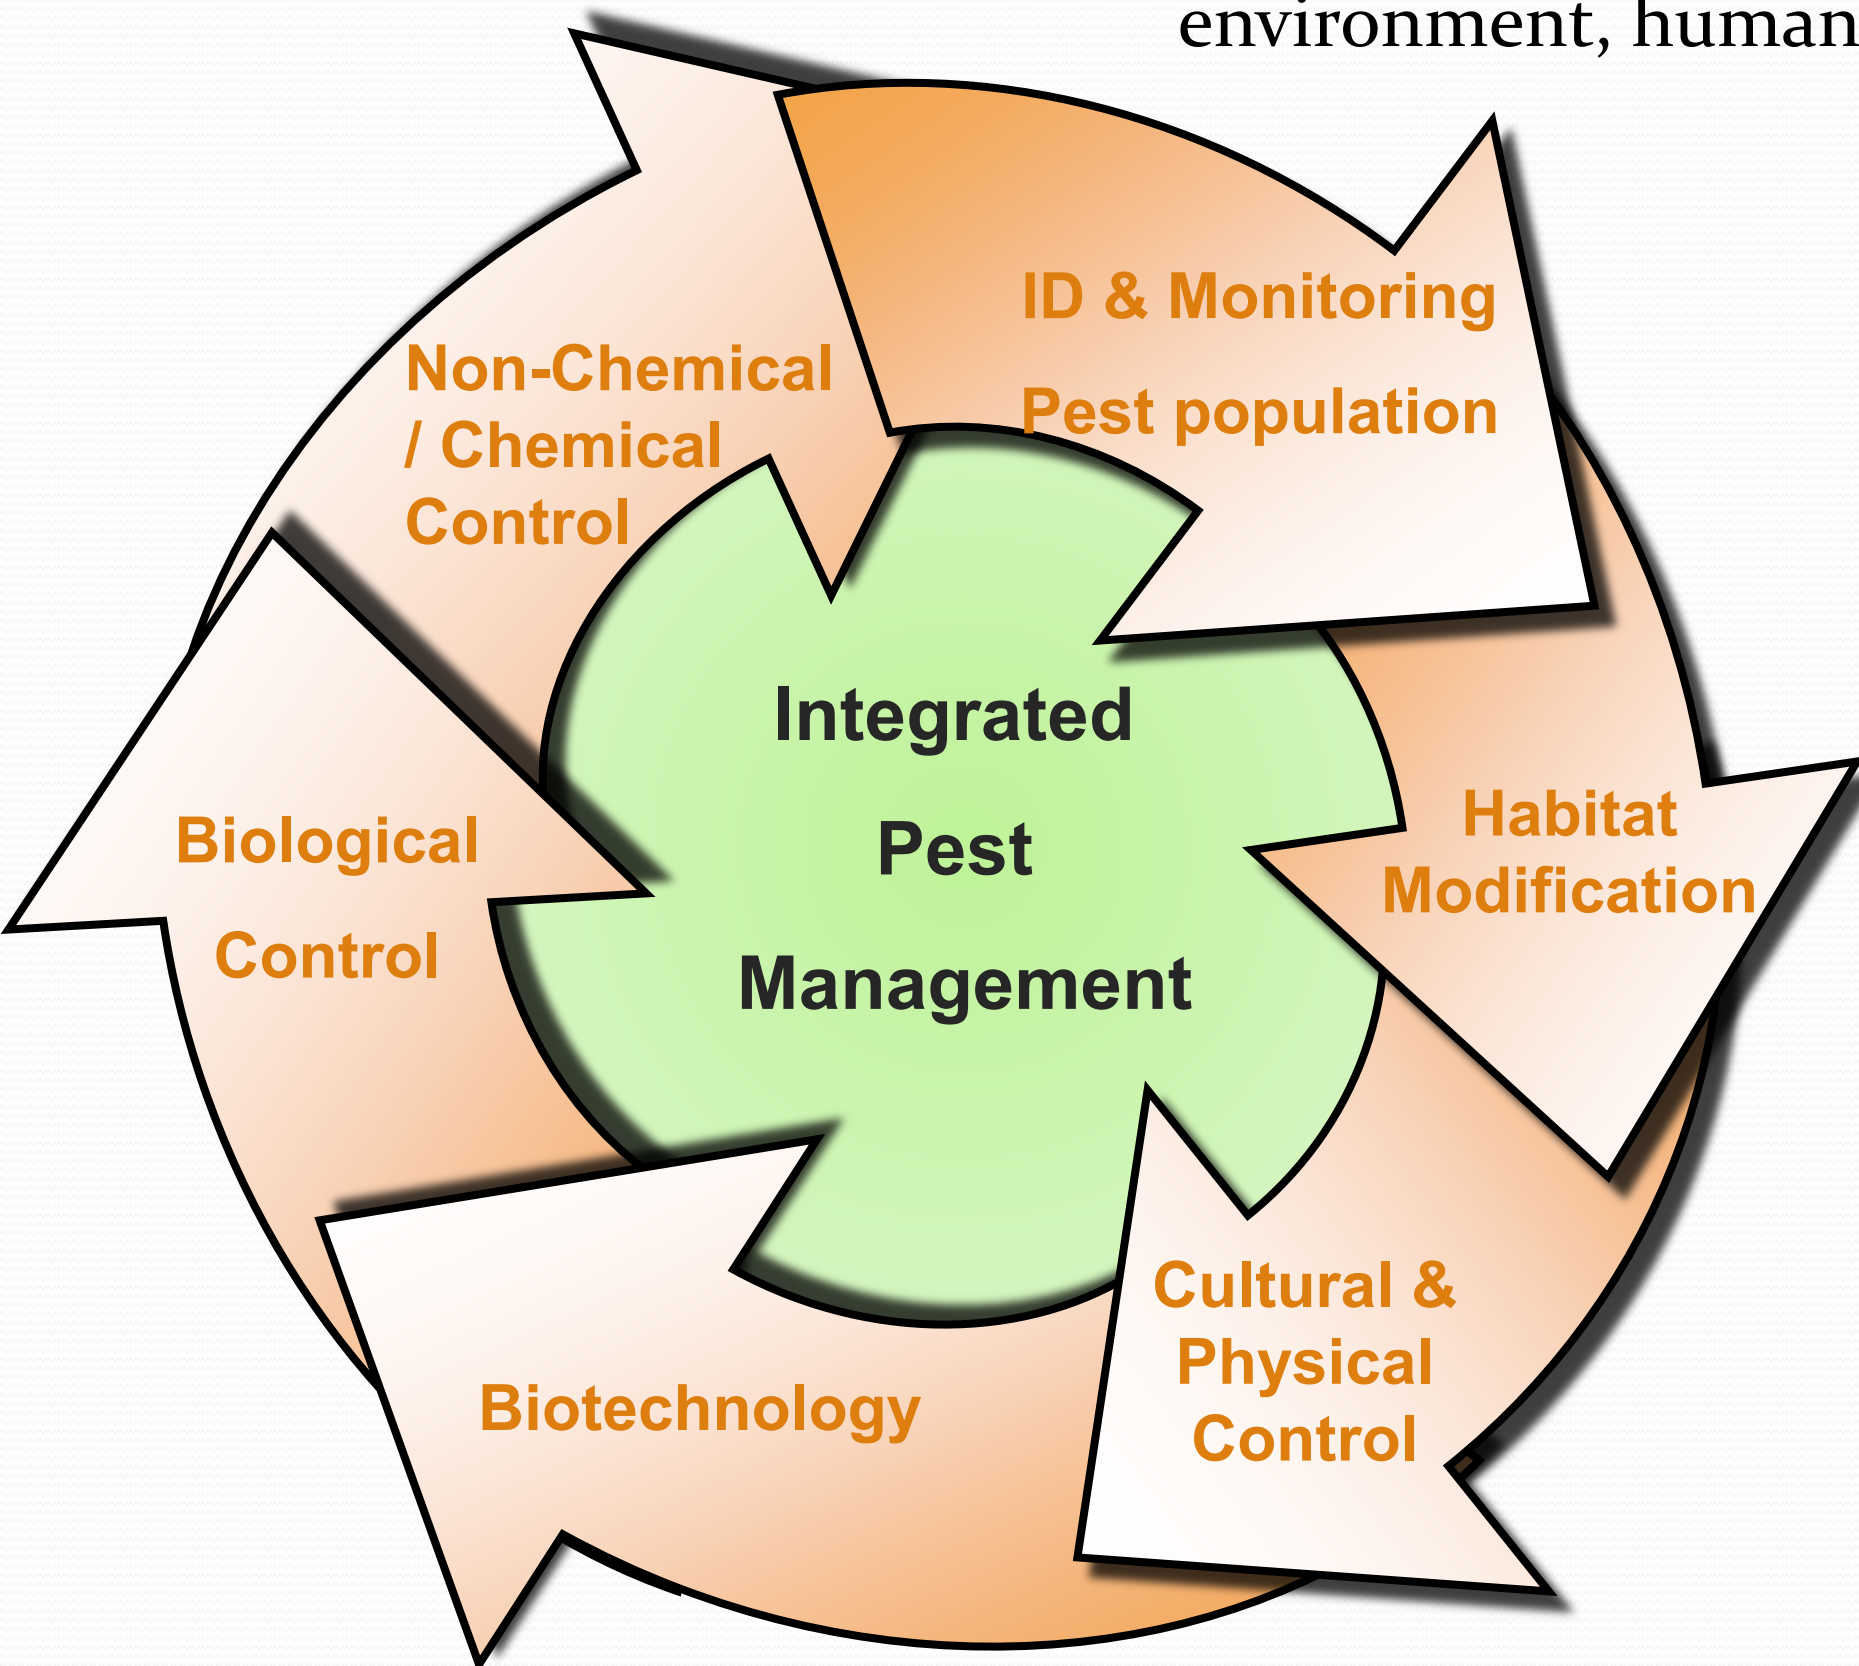 environment, human
ID & Monitoring
Pest population
Non-Chemical
/ Chemical
Control
Integrated
Pest
Management
Habitat
Modification
Biological
Control
Cultural &
Physical
Control
Biotechnology